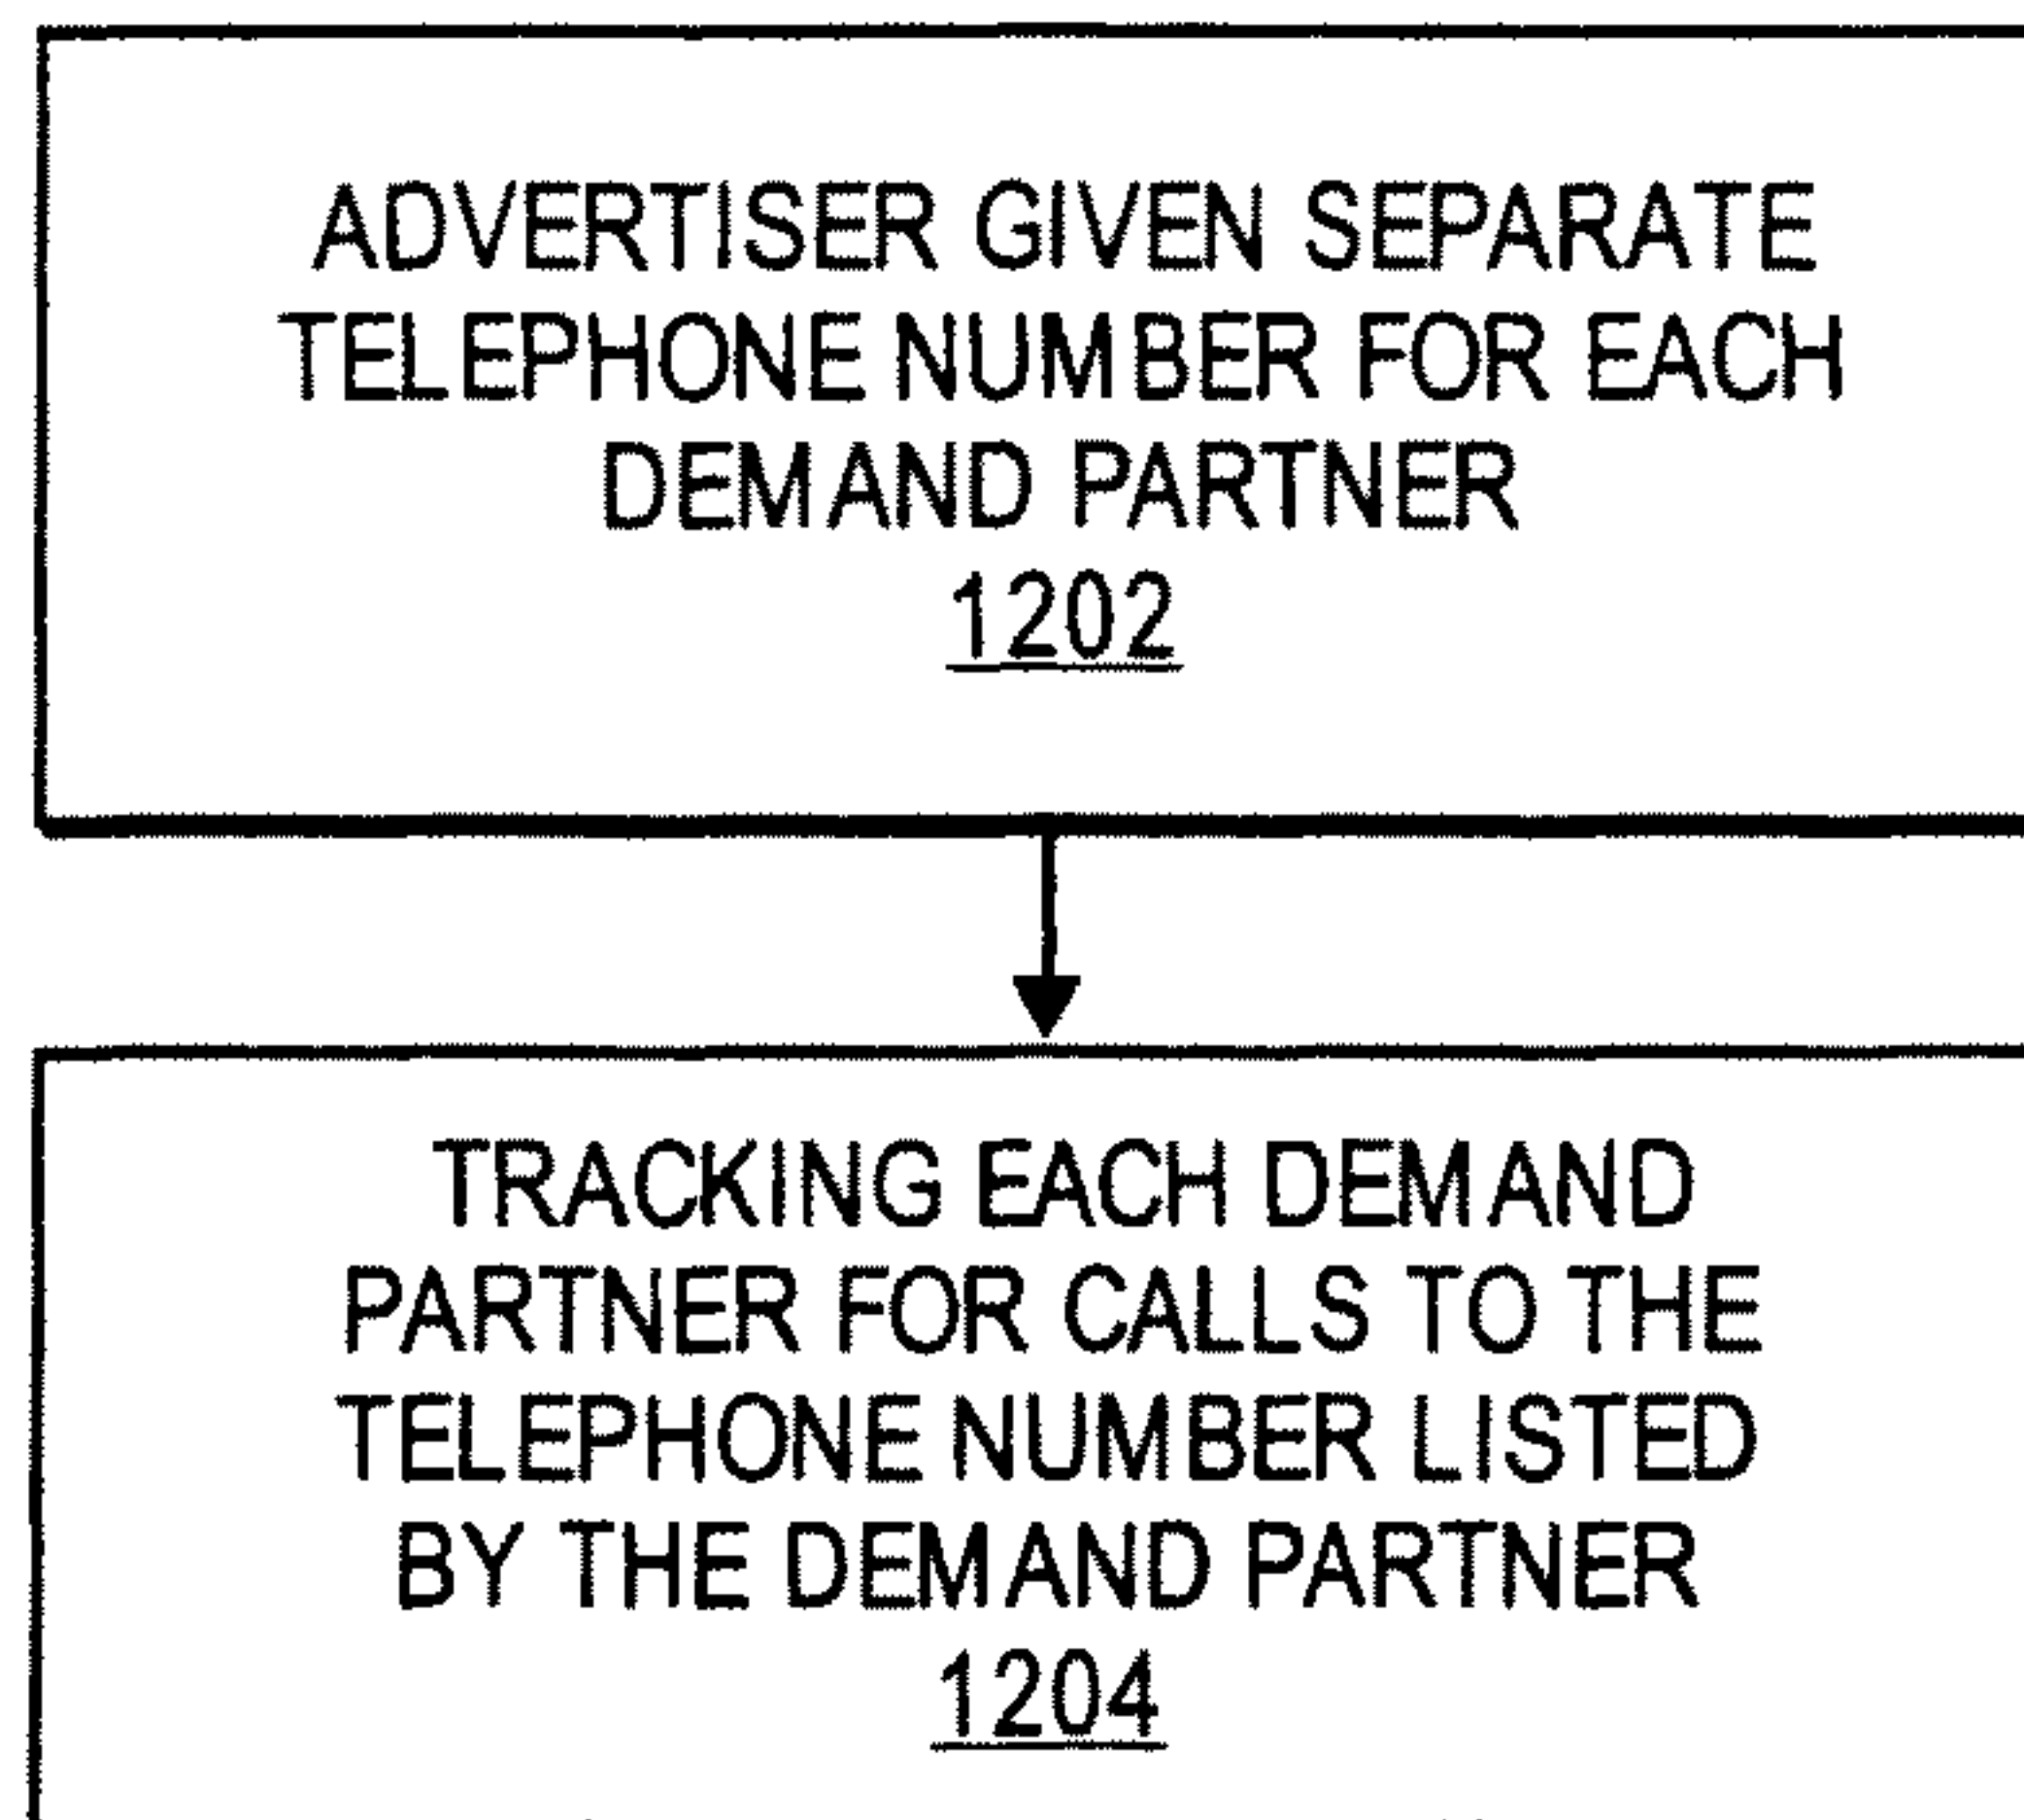 ADVERTISER GIVEN SEPARATE
TELEPHONE NUMBER FOR EACH
DEMAND PARTNER
1202
TRACKING EACH DEMAND
PARTNER FOR CALLS TO THE
TELEPHONE NUMBER LISTED
BY THE DEMAND PARTNER
1204